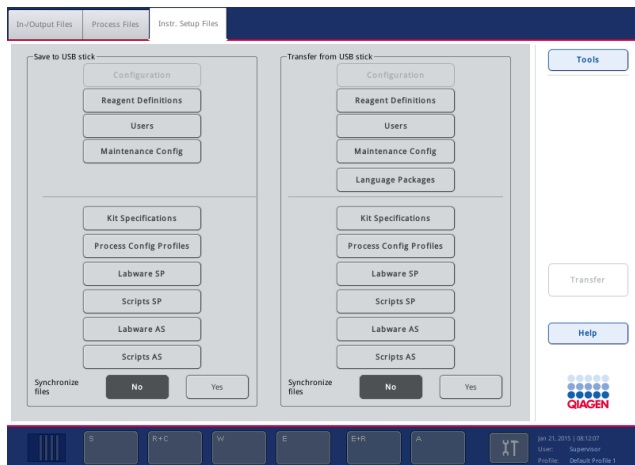 In-/Output Files
Process Files
Instr. Setup Files
Save to USB stick
Configuration
Reagent Definitions
Users
Maintenance Config
Kit Specifications
Process Config Profiles
Labware SP
Scripts SP
Labware AS
Scripts AS
Synchronize
files
No
Yes
Transfer from USB stick
Configuration
Reagent Definitions
Users
Maintenance Config
Language Packages
Kit Specifications
Process Config Profiles
Labware SP
Scripts SP
Labware AS
Scripts AS
Synchronize
files
No
Yes
Tools
Transfer
Help
QIAGEN
S
R+C
W
E
E+R
A
Jan 21, 2015 | 08:12:07
User: Supervisor
Profile: Default Profile 1